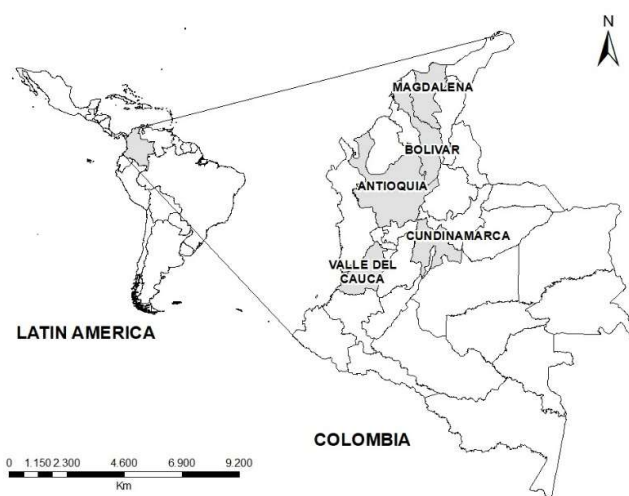 N
MAGDALENA
BOLIVAR
ANTIOQUIA
CUNDINAMARCA
VALLE DEL
CAUCA
LATIN AMERICA
COLOMBIA
0 1.150 2.300 4.600 6.900 9.200
Km